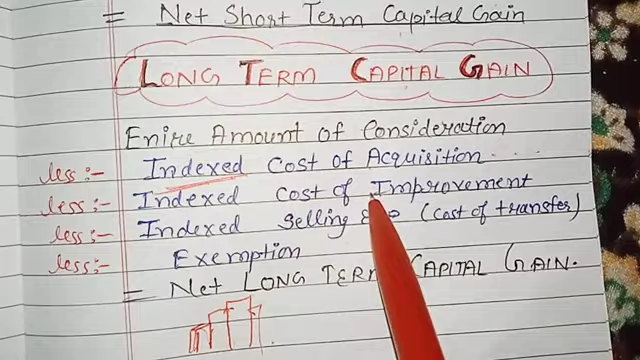 = Net Short Term Capital Gain
LONG TERM CAPITAL GAIN
Enire Amount of Consideration
less :- Indexed Cost of Acquisition ....
less :- Indexed Cost of Improvement
less :- Indexed Selling (Cost of transfer)
less :- Exemption
= Net LONG TERM CAPITAL GAIN.